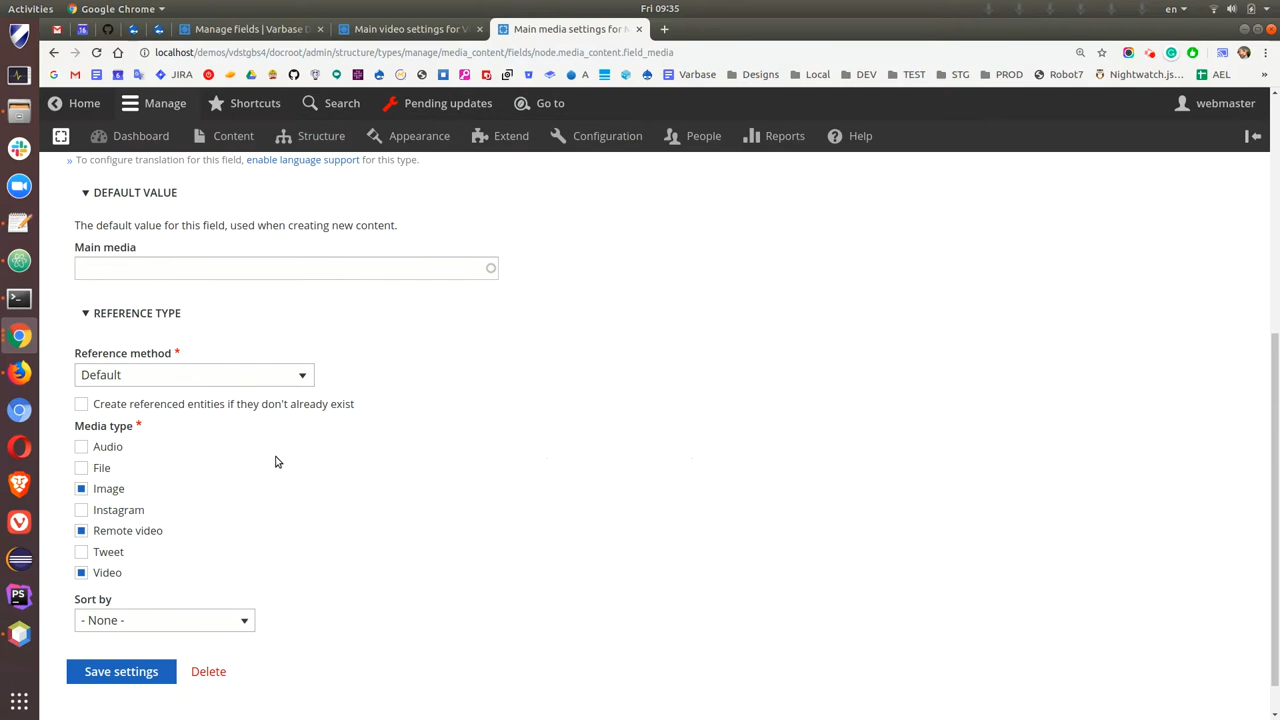 Activities Google Chrome Fri 09:35 en
Manage fields | Varbase D Main video settings for V Main media settings for M
localhost/demos/vdstgbs4/docroot/admin/structure/types/manage/media_content/fields/node.media_content.field_media
JIRA Varbase Designs Local DEV TEST STG PROD Robot7 Nightwatch.js... AEL
Home Manage Shortcuts Search Pending updates Go to webmaster
Dashboard Content Structure Appearance Extend Configuration People Reports Help
» To configure translation for this field, enable language support for this type.
DEFAULT VALUE
The default value for this field, used when creating new content.
Main media
REFERENCE TYPE
Reference method *
Default
Create referenced entities if they don't already exist
Media type *
Audio
File
Image
Instagram
Remote video
Tweet
Video
Sort by
- None -
Save settings Delete